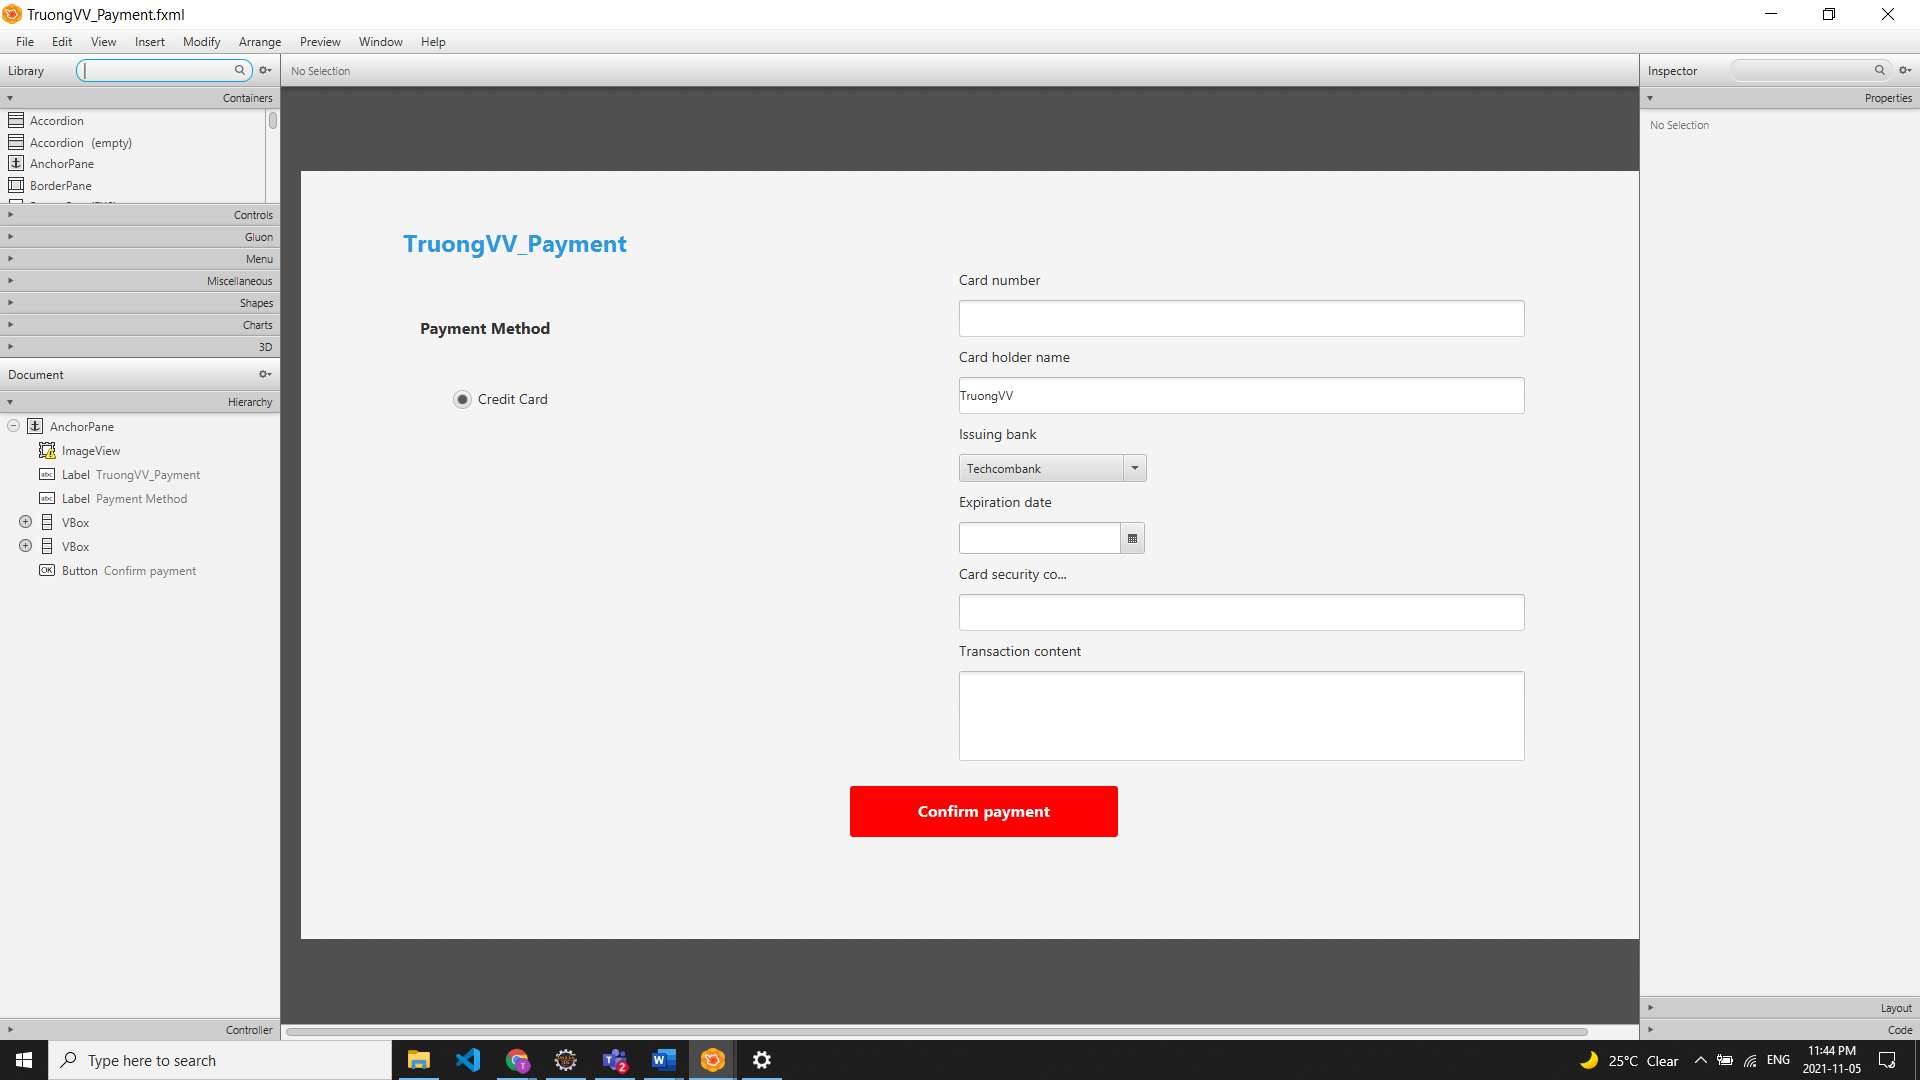 TruongVV_Payment.fxml
File Edit View Insert Modify Arrange Preview Window Help
Library
No Selection
Inspector
Containers
Accordion
Accordion (empty)
AnchorPane
BorderPane
Controls
Gluon
Menu
Miscellaneous
Shapes
Charts
3D
Document
Hierarchy
AnchorPane
ImageView
abc Label TruongVV_Payment
abc Label Payment Method
VBox
VBox
OK Button Confirm payment
Controller
TruongVV_Payment
Payment Method
Credit Card
Card number
Card holder name
TruongVV
Issuing bank
Techcombank
Expiration date
Card security co...
Transaction content
Confirm payment
Properties
No Selection
Layout
Code
Type here to search
2
25°C Clear
ENG
11:44 PM
2021-11-05